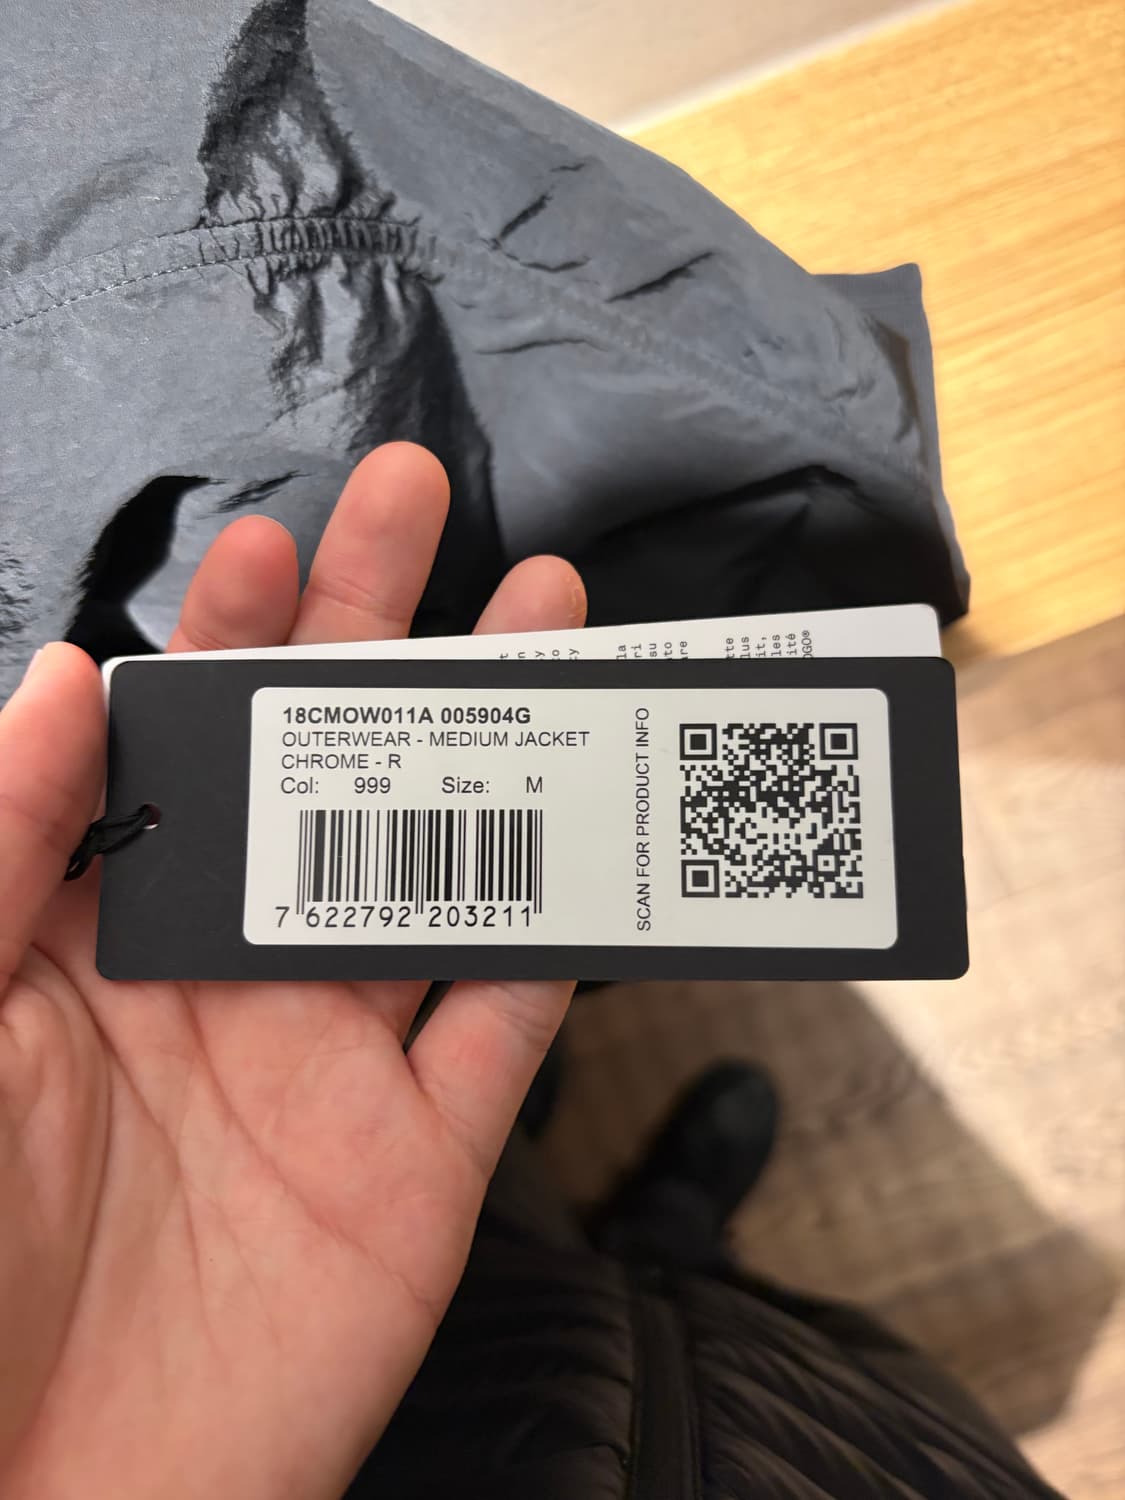 18CMOW011A 005904G
OUTERWEAR - MEDIUM JACKET
CHROME - R
Col: 999 Size: M
7 622792 203211
SCAN FOR PRODUCT INFO